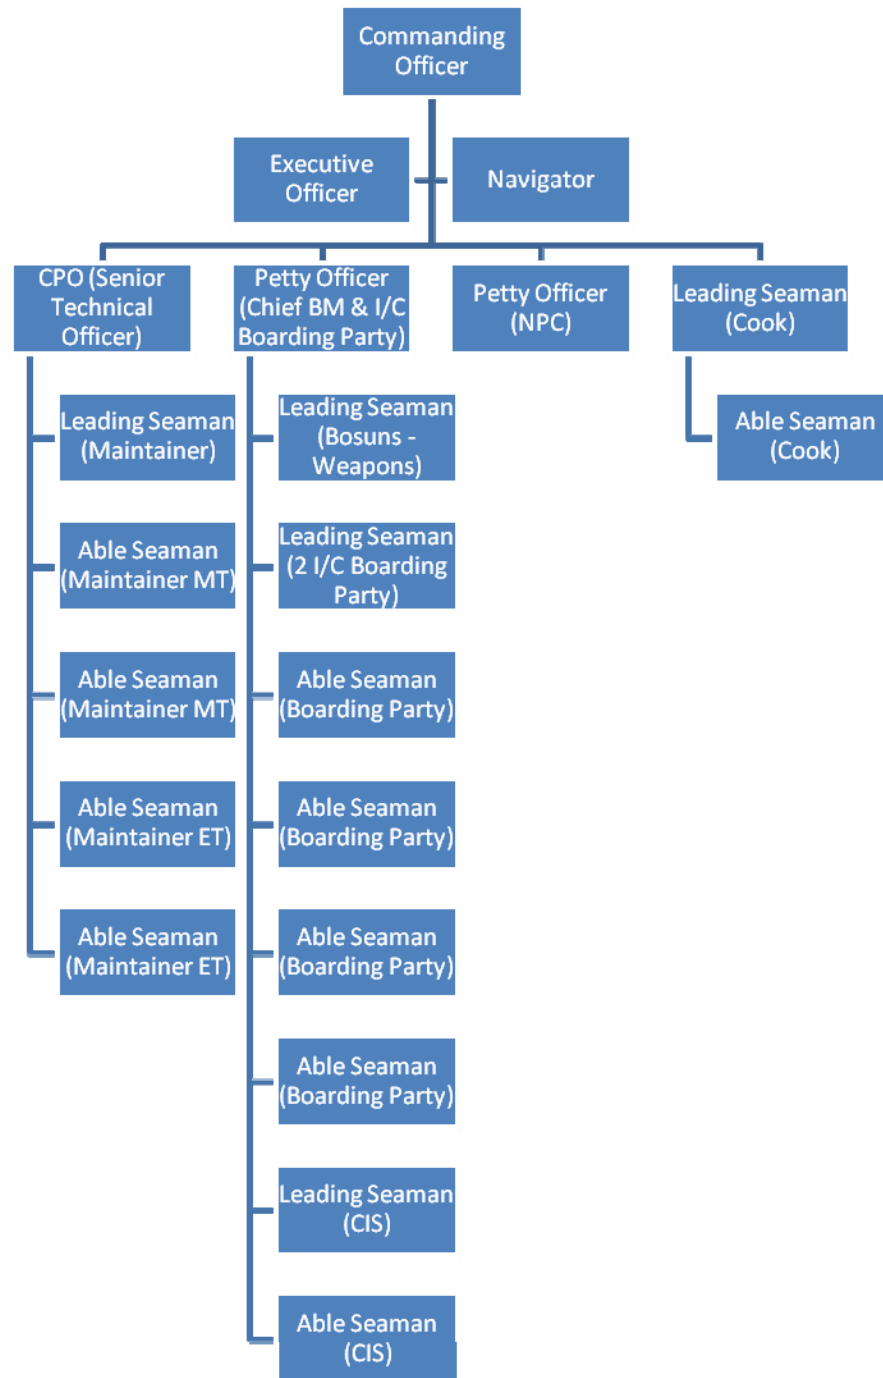 Commanding
Officer
Executive
Officer
Navigator
CPO (Senior
Technical
Officer)
Petty Officer
(Chief BM & I/C
Boarding Party)
Petty Officer
(NPC)
Leading Seaman
(Cook)
Leading Seaman
(Maintainer)
Able Seaman
(Maintainer MT)
Able Seaman
(Maintainer MT)
Able Seaman
(Maintainer ET)
Able Seaman
(Maintainer ET)
Leading Seaman
(Bosuns -
Weapons)
Leading Seaman
(2 I/C Boarding
Party)
Able Seaman
(Boarding Party)
Able Seaman
(Boarding Party)
Able Seaman
(Boarding Party)
Able Seaman
(Boarding Party)
Leading Seaman
(CIS)
Able Seaman
(CIS)
Able Seaman
(Cook)